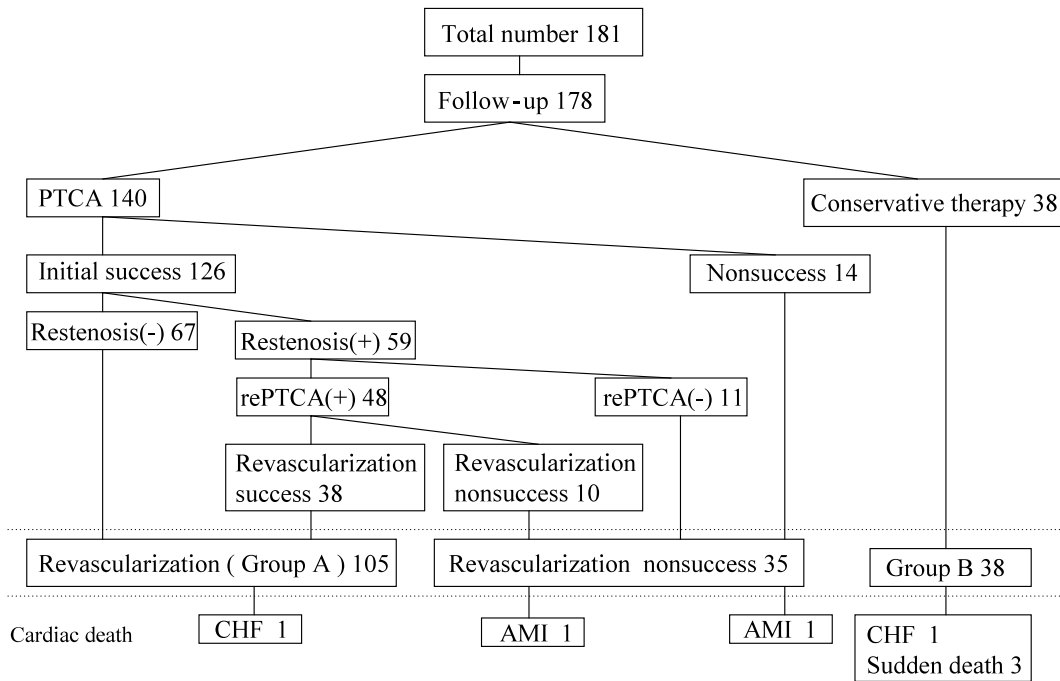 Total number 181
Follow-up 178
PTCA 140
Conservative therapy 38
Initial success 126
Nonsuccess 14
Restenosis(-) 67
Restenosis(+) 59
rePTCA(+) 48
rePTCA(-) 11
Revascularization
success 38
Revascularization
nonsuccess 10
Revascularization ( Group A ) 105
Revascularization nonsuccess 35
Group B 38
Cardiac death
CHF 1
AMI 1
AMI 1
CHF 1
Sudden death 3